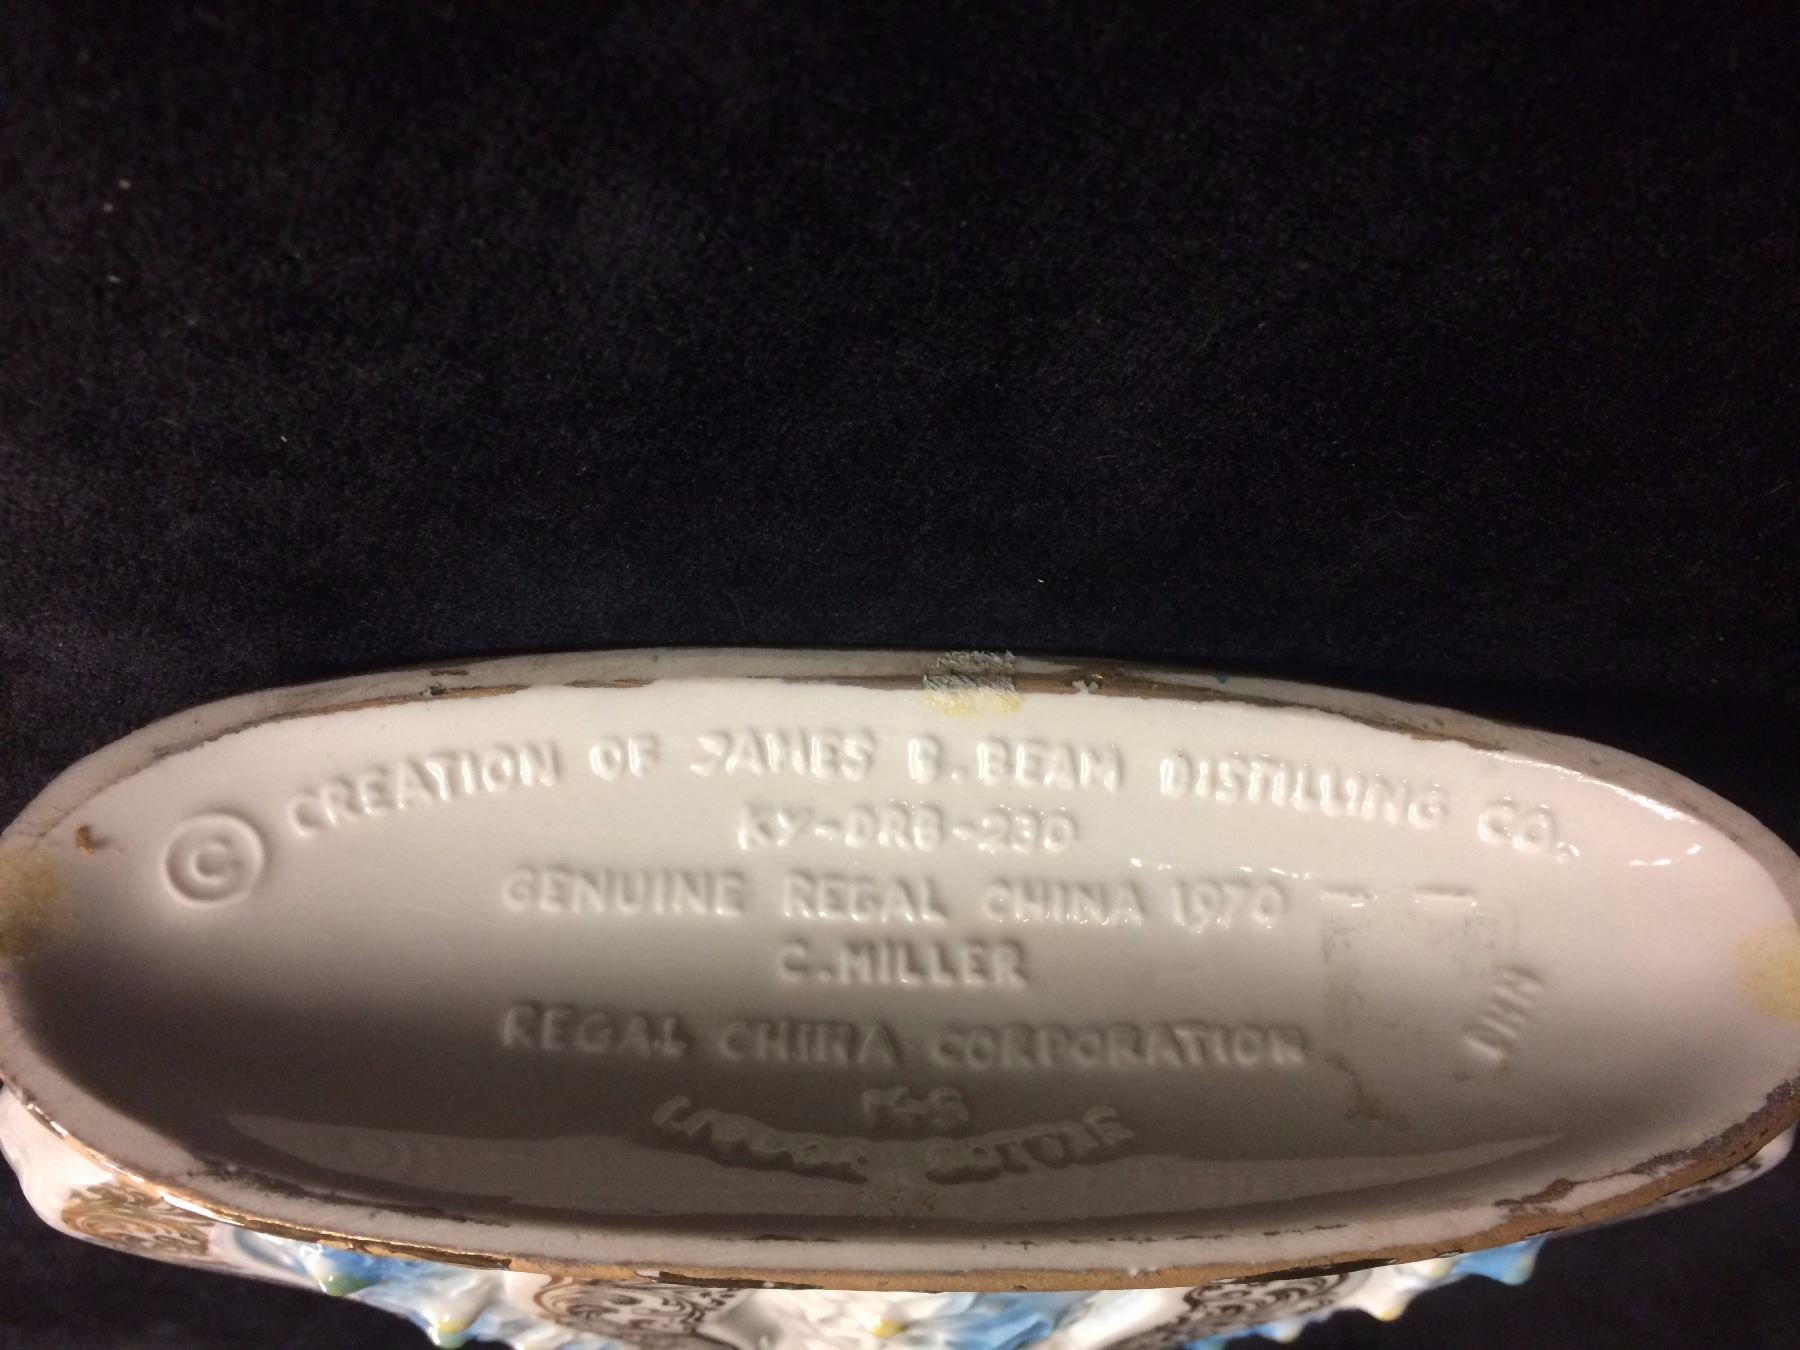 © CREATION OF JAMES B. BEAM DISTILLING CO.
KY-DRB-230
GENUINE REGAL CHINA 1970
C. MILLER
REGAL CHINA CORPORATION
LIQUOR BOTTLE